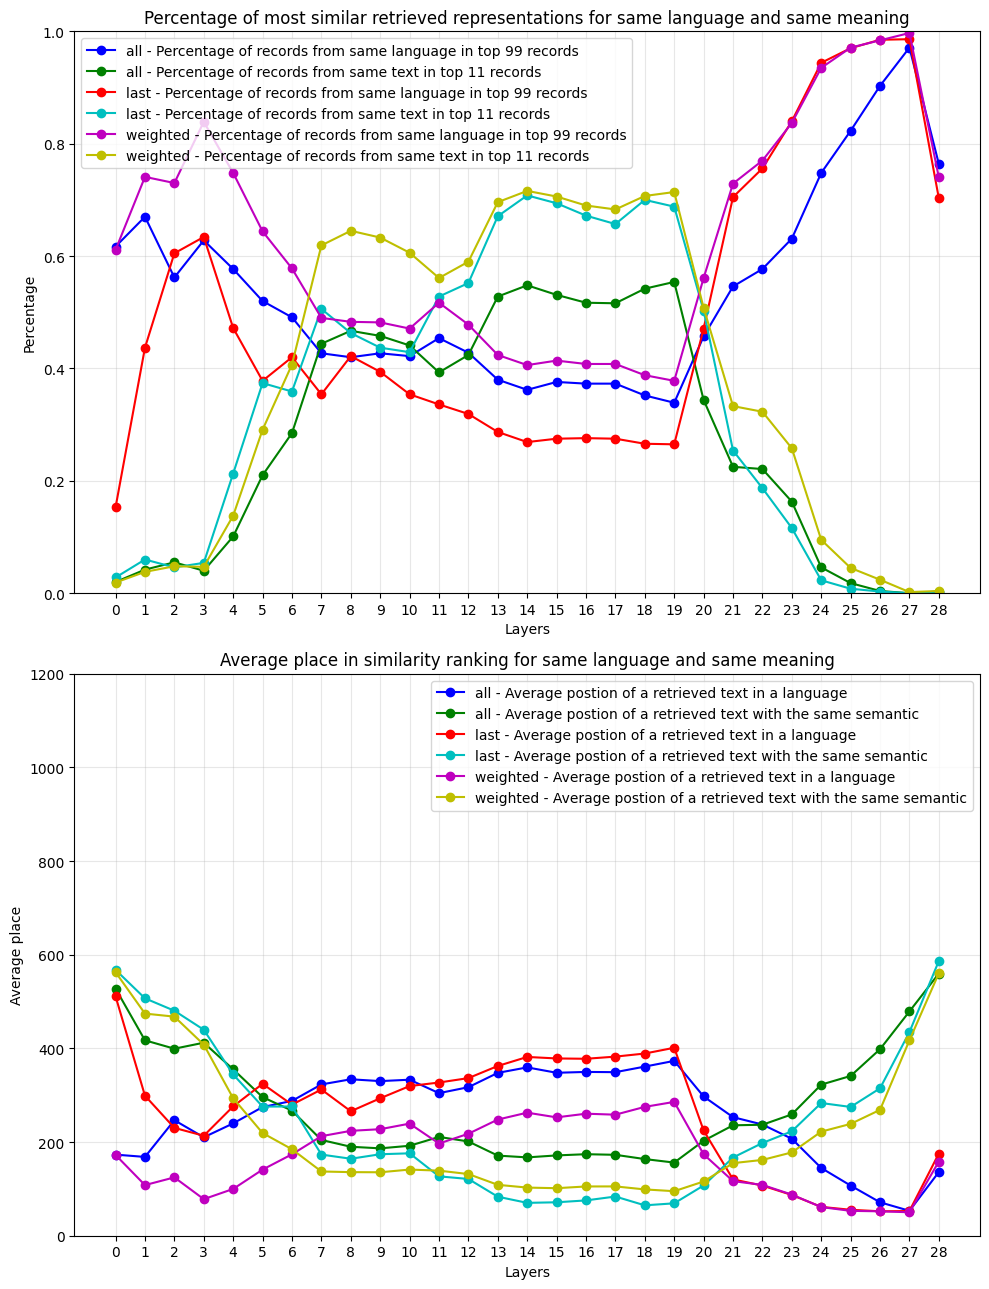 Percentage of most similar retrieved representations for same language and same meaning
all - Percentage of records from same language in top 99 records
all - Percentage of records from same text in top 11 records
last - Percentage of records from same language in top 99 records
last - Percentage of records from same text in top 11 records
weighted - Percentage of records from same language in top 99 records
weighted - Percentage of records from same text in top 11 records
Percentage
1.0
0.8
0.6
0.4
0.2
0.0
0 1 2 3 4 5 6 7 8 9 10 11 12 13 14 15 16 17 18 19 20 21 22 23 24 25 26 27 28
Layers
Average place in similarity ranking for same language and same meaning
all - Average postion of a retrieved text in a language
all - Average postion of a retrieved text with the same semantic
last - Average postion of a retrieved text in a language
last - Average postion of a retrieved text with the same semantic
weighted - Average postion of a retrieved text in a language
weighted - Average postion of a retrieved text with the same semantic
Average place
1200
1000
800
600
400
200
0
0 1 2 3 4 5 6 7 8 9 10 11 12 13 14 15 16 17 18 19 20 21 22 23 24 25 26 27 28
Layers